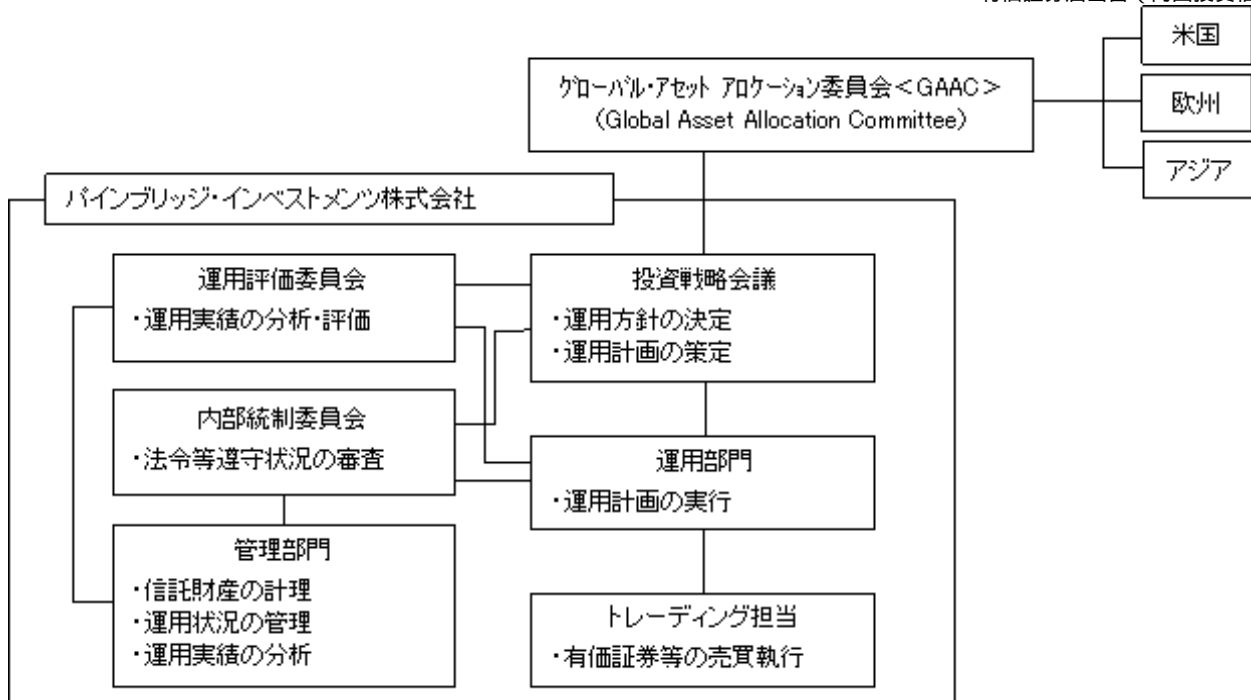 米国
グローバル・アセット アロケーション委員会＜GAAC＞
（Global Asset Allocation Committee）
欧州
アジア
パインブリッジ・インベストメンツ株式会社
運用評価委員会
・運用実績の分析・評価
投資戦略会議
・運用方針の決定
・運用計画の策定
内部統制委員会
・法令等遵守状況の審査
運用部門
・運用計画の実行
管理部門
・信託財産の計理
・運用状況の管理
・運用実績の分析
トレーディング担当
・有価証券等の売買執行